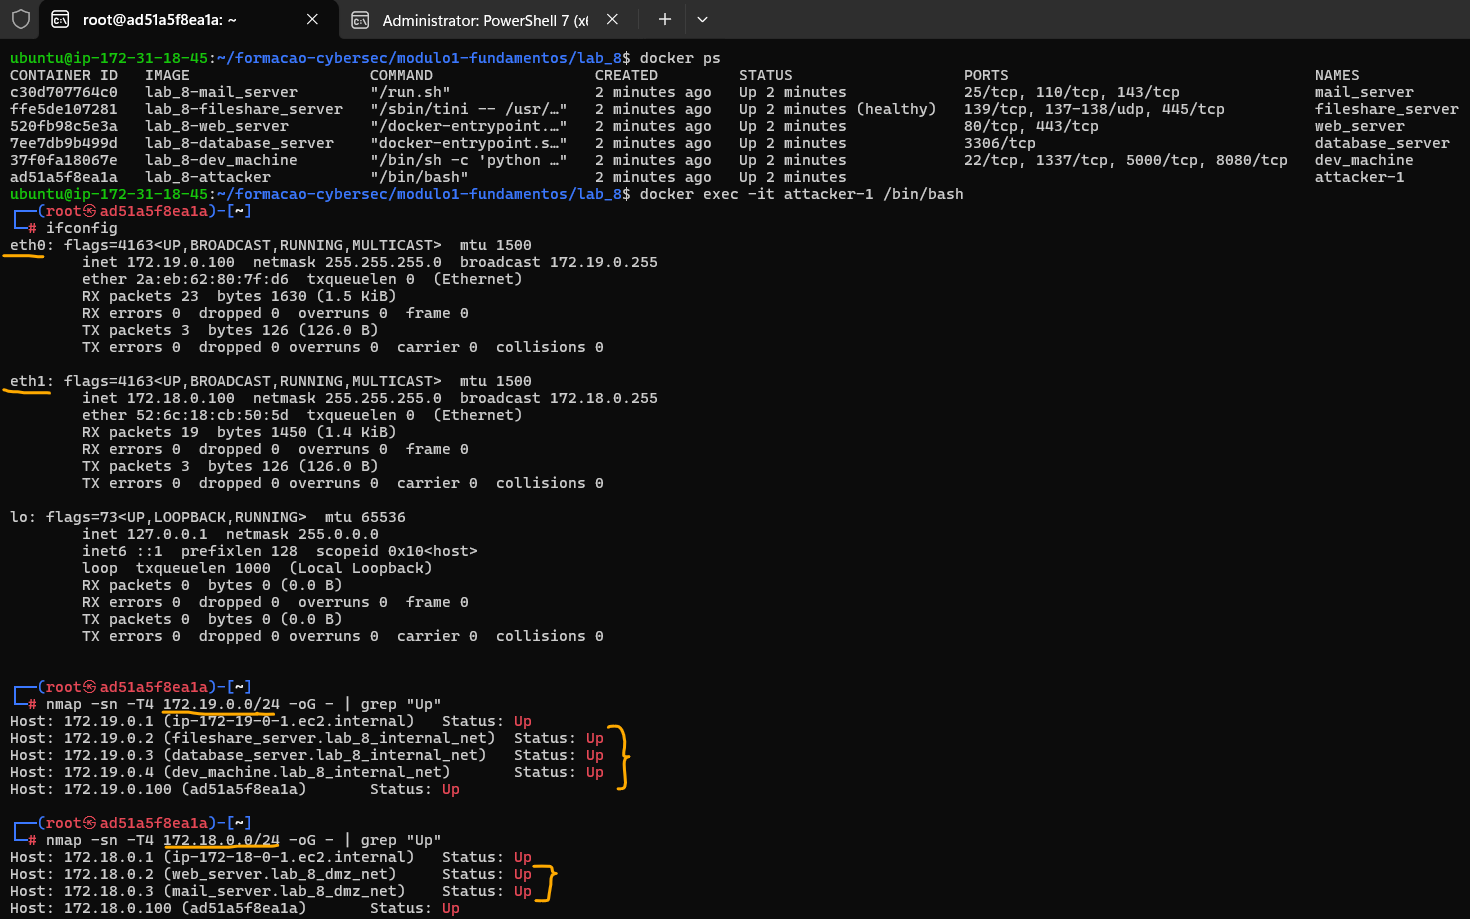 root@ad51a5f8ea1a: ~
Administrator: PowerShell 7 (x
ubuntu@ip-172-31-18-45:~/formacao-cybersec/modulo1-fundamentos/lab_8$ docker ps
CONTAINER ID   IMAGE                    COMMAND                  CREATED         STATUS                   PORTS                                  NAMES
c30d707764c0   lab_8-mail_server        "/run.sh"                2 minutes ago   Up 2 minutes             25/tcp, 110/tcp, 143/tcp               mail_server
ffe5de107281   lab_8-fileshare_server   "/sbin/tini -- /usr/…"   2 minutes ago   Up 2 minutes (healthy)   139/tcp, 137-138/udp, 445/tcp          fileshare_server
520fb98c5e3a   lab_8-web_server         "/docker-entrypoint.…"   2 minutes ago   Up 2 minutes             80/tcp, 443/tcp                        web_server
7ee7db9b499d   lab_8-database_server    "docker-entrypoint.s…"   2 minutes ago   Up 2 minutes             3306/tcp                               database_server
37f0fa18067e   lab_8-dev_machine        "/bin/sh -c 'python …"   2 minutes ago   Up 2 minutes             22/tcp, 1337/tcp, 5000/tcp, 8080/tcp   dev_machine
ad51a5f8ea1a   lab_8-attacker           "/bin/bash"              2 minutes ago   Up 2 minutes                                                    attacker-1
ubuntu@ip-172-31-18-45:~/formacao-cybersec/modulo1-fundamentos/lab_8$ docker exec -it attacker-1 /bin/bash
┌──(root㉿ad51a5f8ea1a)-[~]
└─# ifconfig
eth0: flags=4163<UP,BROADCAST,RUNNING,MULTICAST>  mtu 1500
        inet 172.19.0.100  netmask 255.255.255.0  broadcast 172.19.0.255
        ether 2a:eb:62:80:7f:d6  txqueuelen 0  (Ethernet)
        RX packets 23  bytes 1630 (1.5 KiB)
        RX errors 0  dropped 0  overruns 0  frame 0
        TX packets 3  bytes 126 (126.0 B)
        TX errors 0  dropped 0 overruns 0  carrier 0  collisions 0
eth1: flags=4163<UP,BROADCAST,RUNNING,MULTICAST>  mtu 1500
        inet 172.18.0.100  netmask 255.255.255.0  broadcast 172.18.0.255
        ether 52:6c:18:cb:50:5d  txqueuelen 0  (Ethernet)
        RX packets 19  bytes 1450 (1.4 KiB)
        RX errors 0  dropped 0  overruns 0  frame 0
        TX packets 3  bytes 126 (126.0 B)
        TX errors 0  dropped 0 overruns 0  carrier 0  collisions 0
lo: flags=73<UP,LOOPBACK,RUNNING>  mtu 65536
        inet 127.0.0.1  netmask 255.0.0.0
        inet6 ::1  prefixlen 128  scopeid 0x10<host>
        loop  txqueuelen 1000  (Local Loopback)
        RX packets 0  bytes 0 (0.0 B)
        RX errors 0  dropped 0  overruns 0  frame 0
        TX packets 0  bytes 0 (0.0 B)
        TX errors 0  dropped 0 overruns 0  carrier 0  collisions 0
┌──(root㉿ad51a5f8ea1a)-[~]
└─# nmap -sn -T4 172.19.0.0/24 -oG - | grep "Up"
Host: 172.19.0.1 (ip-172-19-0-1.ec2.internal)   Status: Up
Host: 172.19.0.2 (fileshare_server.lab_8_internal_net)  Status: Up
Host: 172.19.0.3 (database_server.lab_8_internal_net)   Status: Up
Host: 172.19.0.4 (dev_machine.lab_8_internal_net)       Status: Up
Host: 172.19.0.100 (ad51a5f8ea1a)       Status: Up
┌──(root㉿ad51a5f8ea1a)-[~]
└─# nmap -sn -T4 172.18.0.0/24 -oG - | grep "Up"
Host: 172.18.0.1 (ip-172-18-0-1.ec2.internal)   Status: Up
Host: 172.18.0.2 (web_server.lab_8_dmz_net)     Status: Up
Host: 172.18.0.3 (mail_server.lab_8_dmz_net)    Status: Up
Host: 172.18.0.100 (ad51a5f8ea1a)       Status: Up